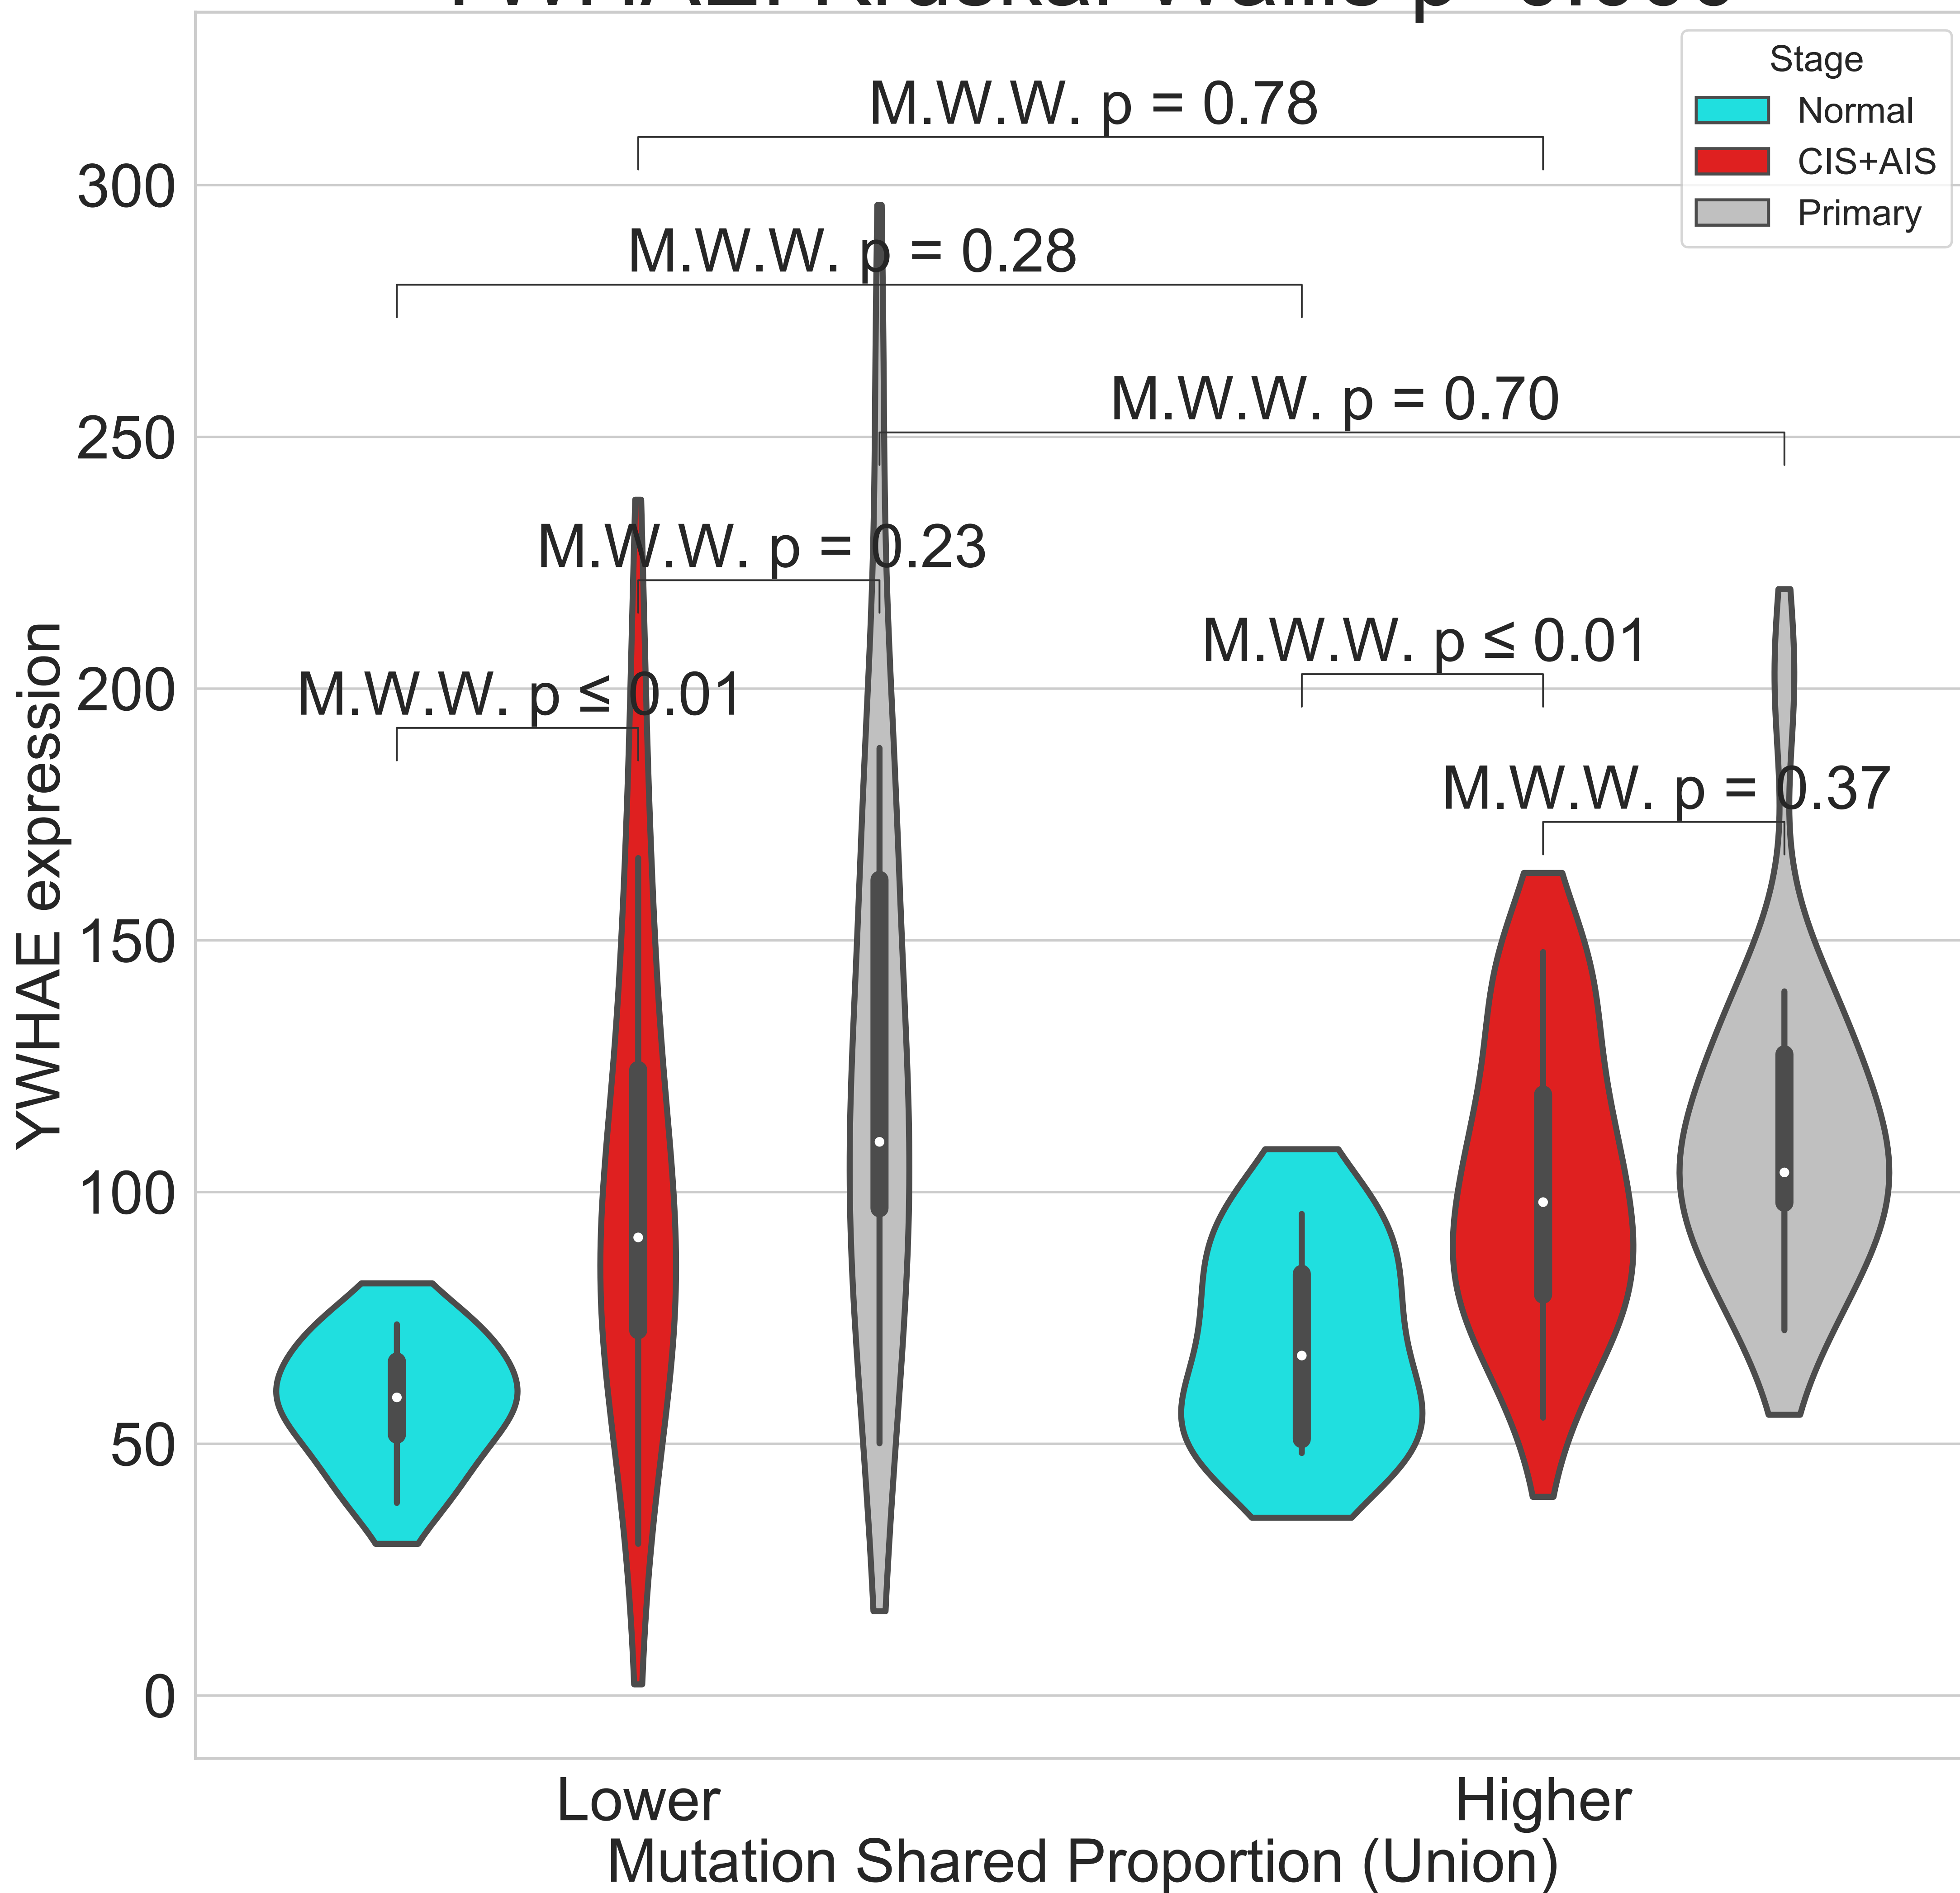 Stage
Normal
CIS+AIS
Primary
M.W.W. p = 0.78
M.W.W. p = 0.28
M.W.W. p = 0.70
M.W.W. p = 0.23
M.W.W. p ≤ 0.01
M.W.W. p ≤ 0.01
M.W.W. p = 0.37
300
250
200
150
100
50
0
YWHAE expression
Lower
Higher
Mutation Shared Proportion (Union)